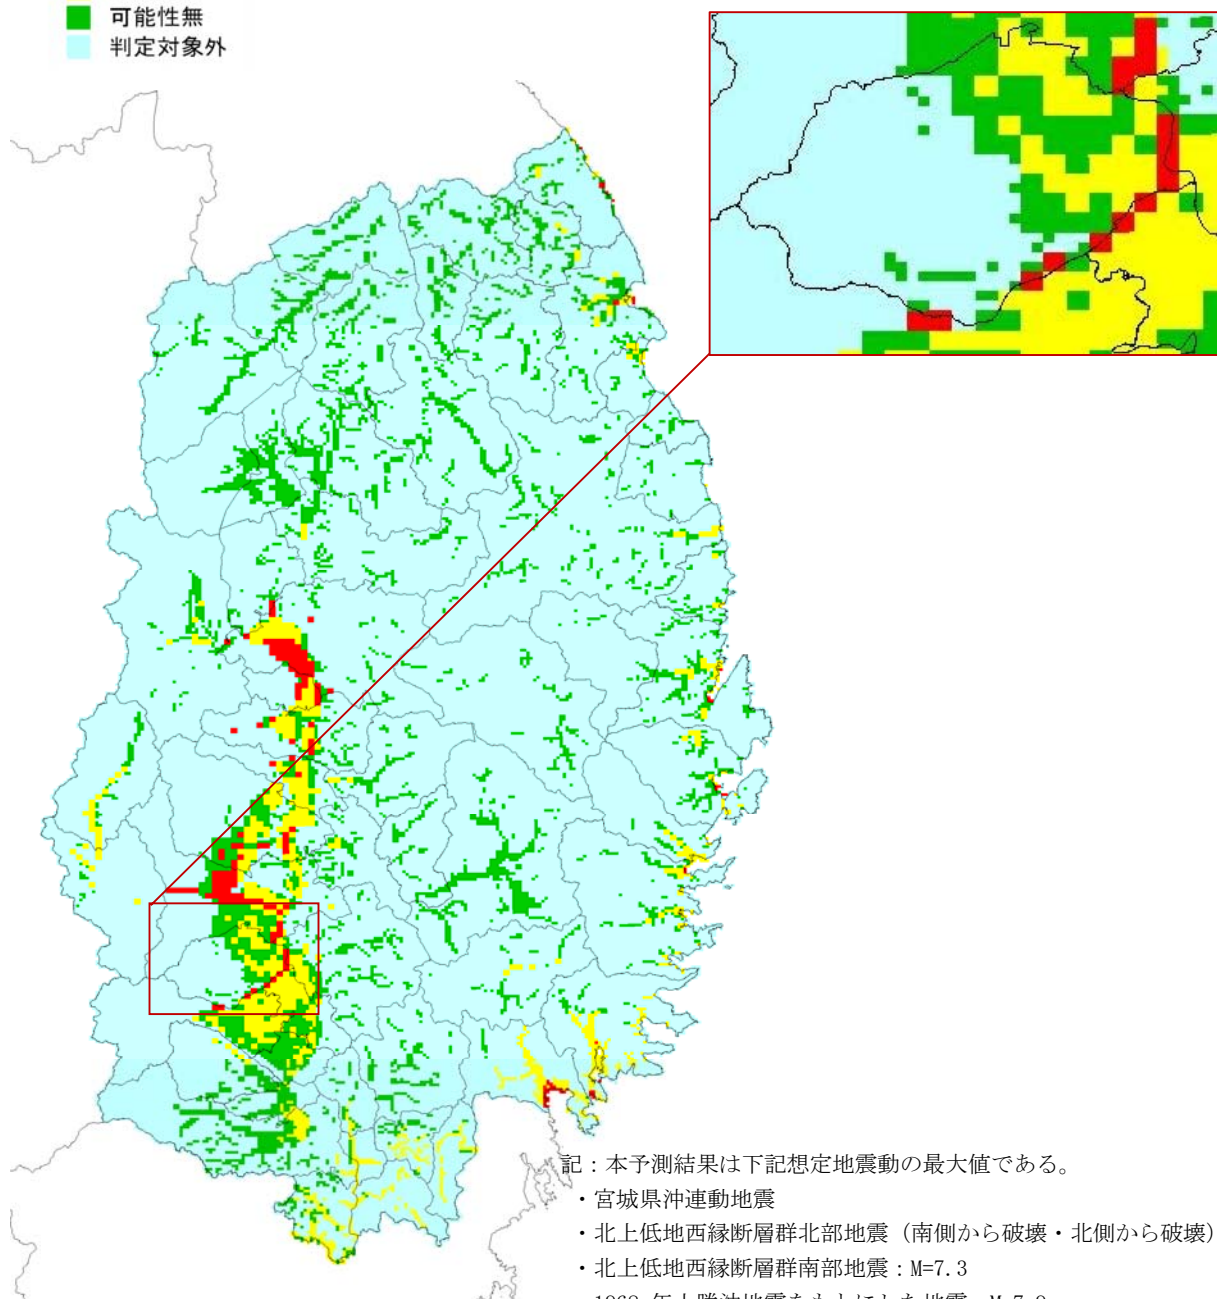 可能性無
判定対象外
記：本予測結果は下記想定地震動の最大値である。
・宮城県沖連動地震
・北上低地西縁断層群北部地震（南側から破壊・北側から破壊）
・北上低地西縁断層群南部地震：M=7.3